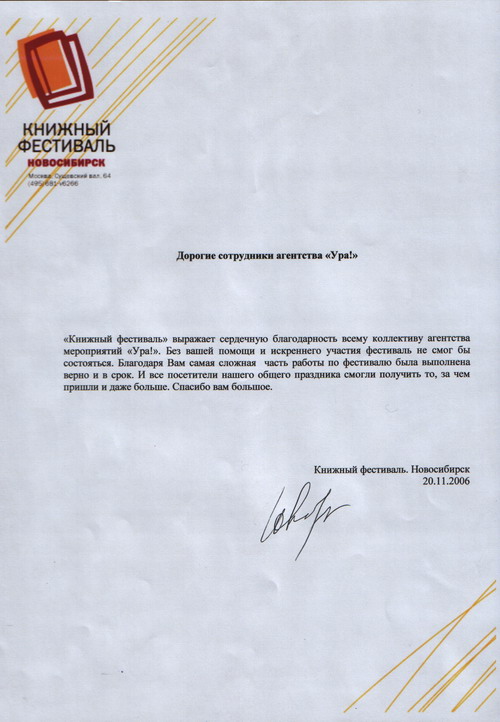 КНИЖНЫЙ
ФЕСТИВАЛЬ
НОВОСИБИРСК
Москва, Сущевский вал, 64
(495) 681-6266
Дорогие сотрудники агентства «Ура!»
«Книжный фестиваль» выражает сердечную благодарность всему коллективу агентства
мероприятий «Ура!». Без вашей помощи и искреннего участия фестиваль не смог бы
состояться. Благодаря Вам самая сложная часть работы по фестивалю была выполнена
верно и в срок. И все посетители нашего общего праздника смогли получить то, за чем
пришли и даже больше. Спасибо вам большое.
Книжный фестиваль. Новосибирск
20.11.2006